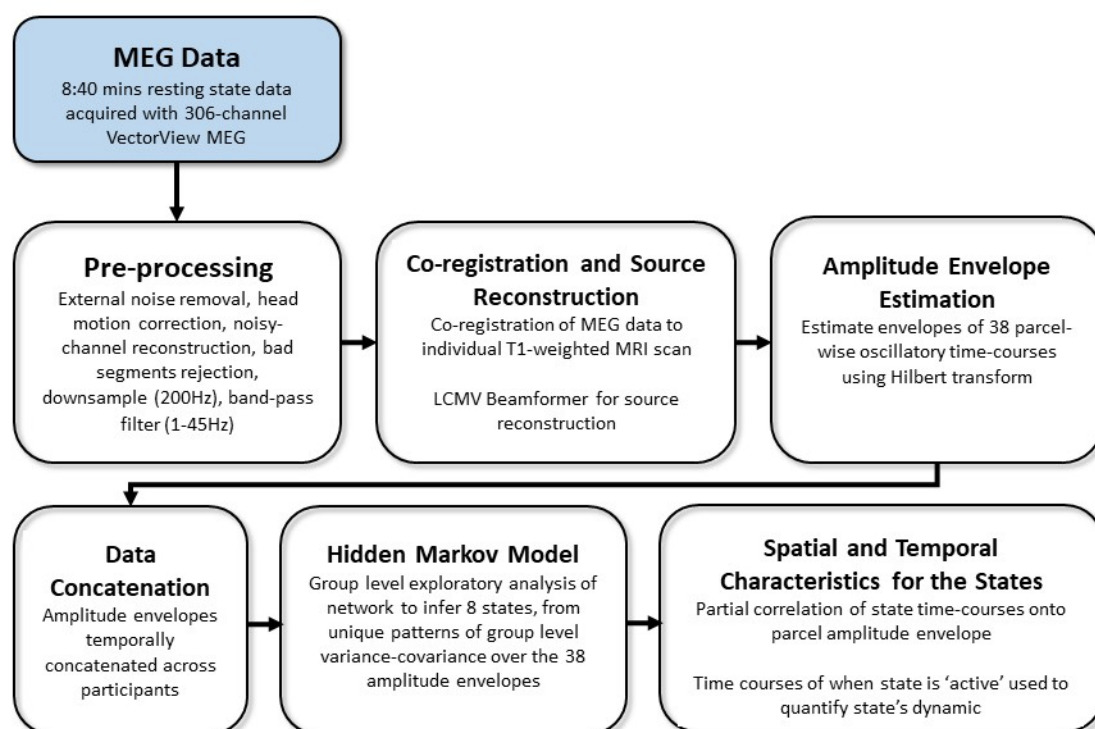 MEG Data
8:40 mins resting state data
acquired with 306-channel
VectorView MEG
Pre-processing
External noise removal, head
motion correction, noisy-
channel reconstruction, bad
segments rejection,
downsample (200Hz), band-pass
filter (1-45Hz)
Co-registration and Source
Reconstruction
Co-registration of MEG data to
individual T1-weighted MRI scan
LCMV Beamformer for source
reconstruction
Amplitude Envelope
Estimation
Estimate envelopes of 38 parcel-
wise oscillatory time-courses
using Hilbert transform
Data
Concatenation
Amplitude envelopes
temporally
concatenated across
participants
Hidden Markov Model
Group level exploratory analysis of
network to infer 8 states, from
unique patterns of group level
variance-covariance over the 38
amplitude envelopes
Spatial and Temporal
Characteristics for the States
Partial correlation of state time-courses onto
parcel amplitude envelope
Time courses of when state is ‘active’ used to
quantify state’s dynamic